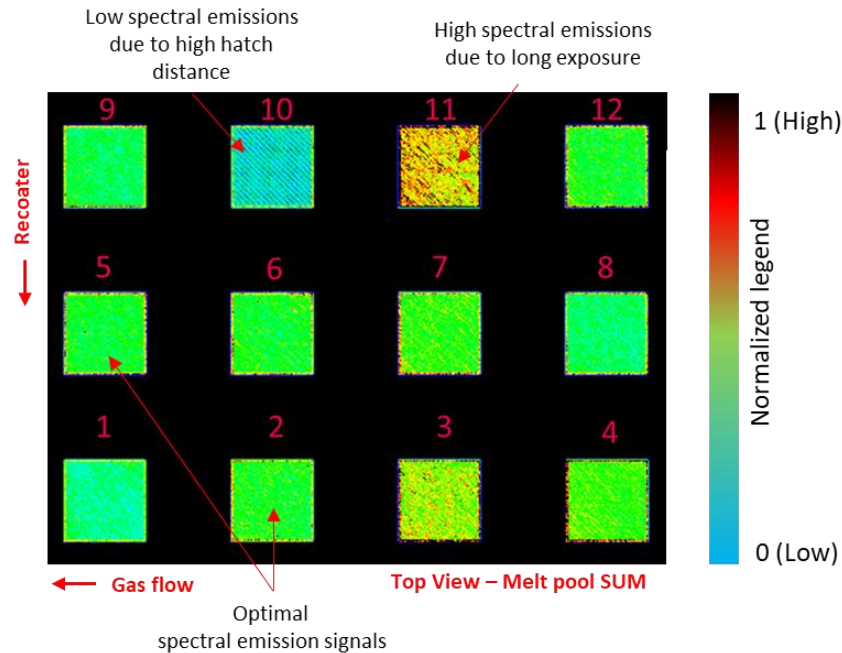 Low spectral emissions
due to high hatch
distance
High spectral emissions
due to long exposure
9
10
11
12
1 (High)
Recoater
5
6
7
8
Normalized legend
1
2
3
4
0 (Low)
Gas flow
Top View – Melt pool SUM
Optimal
spectral emission signals